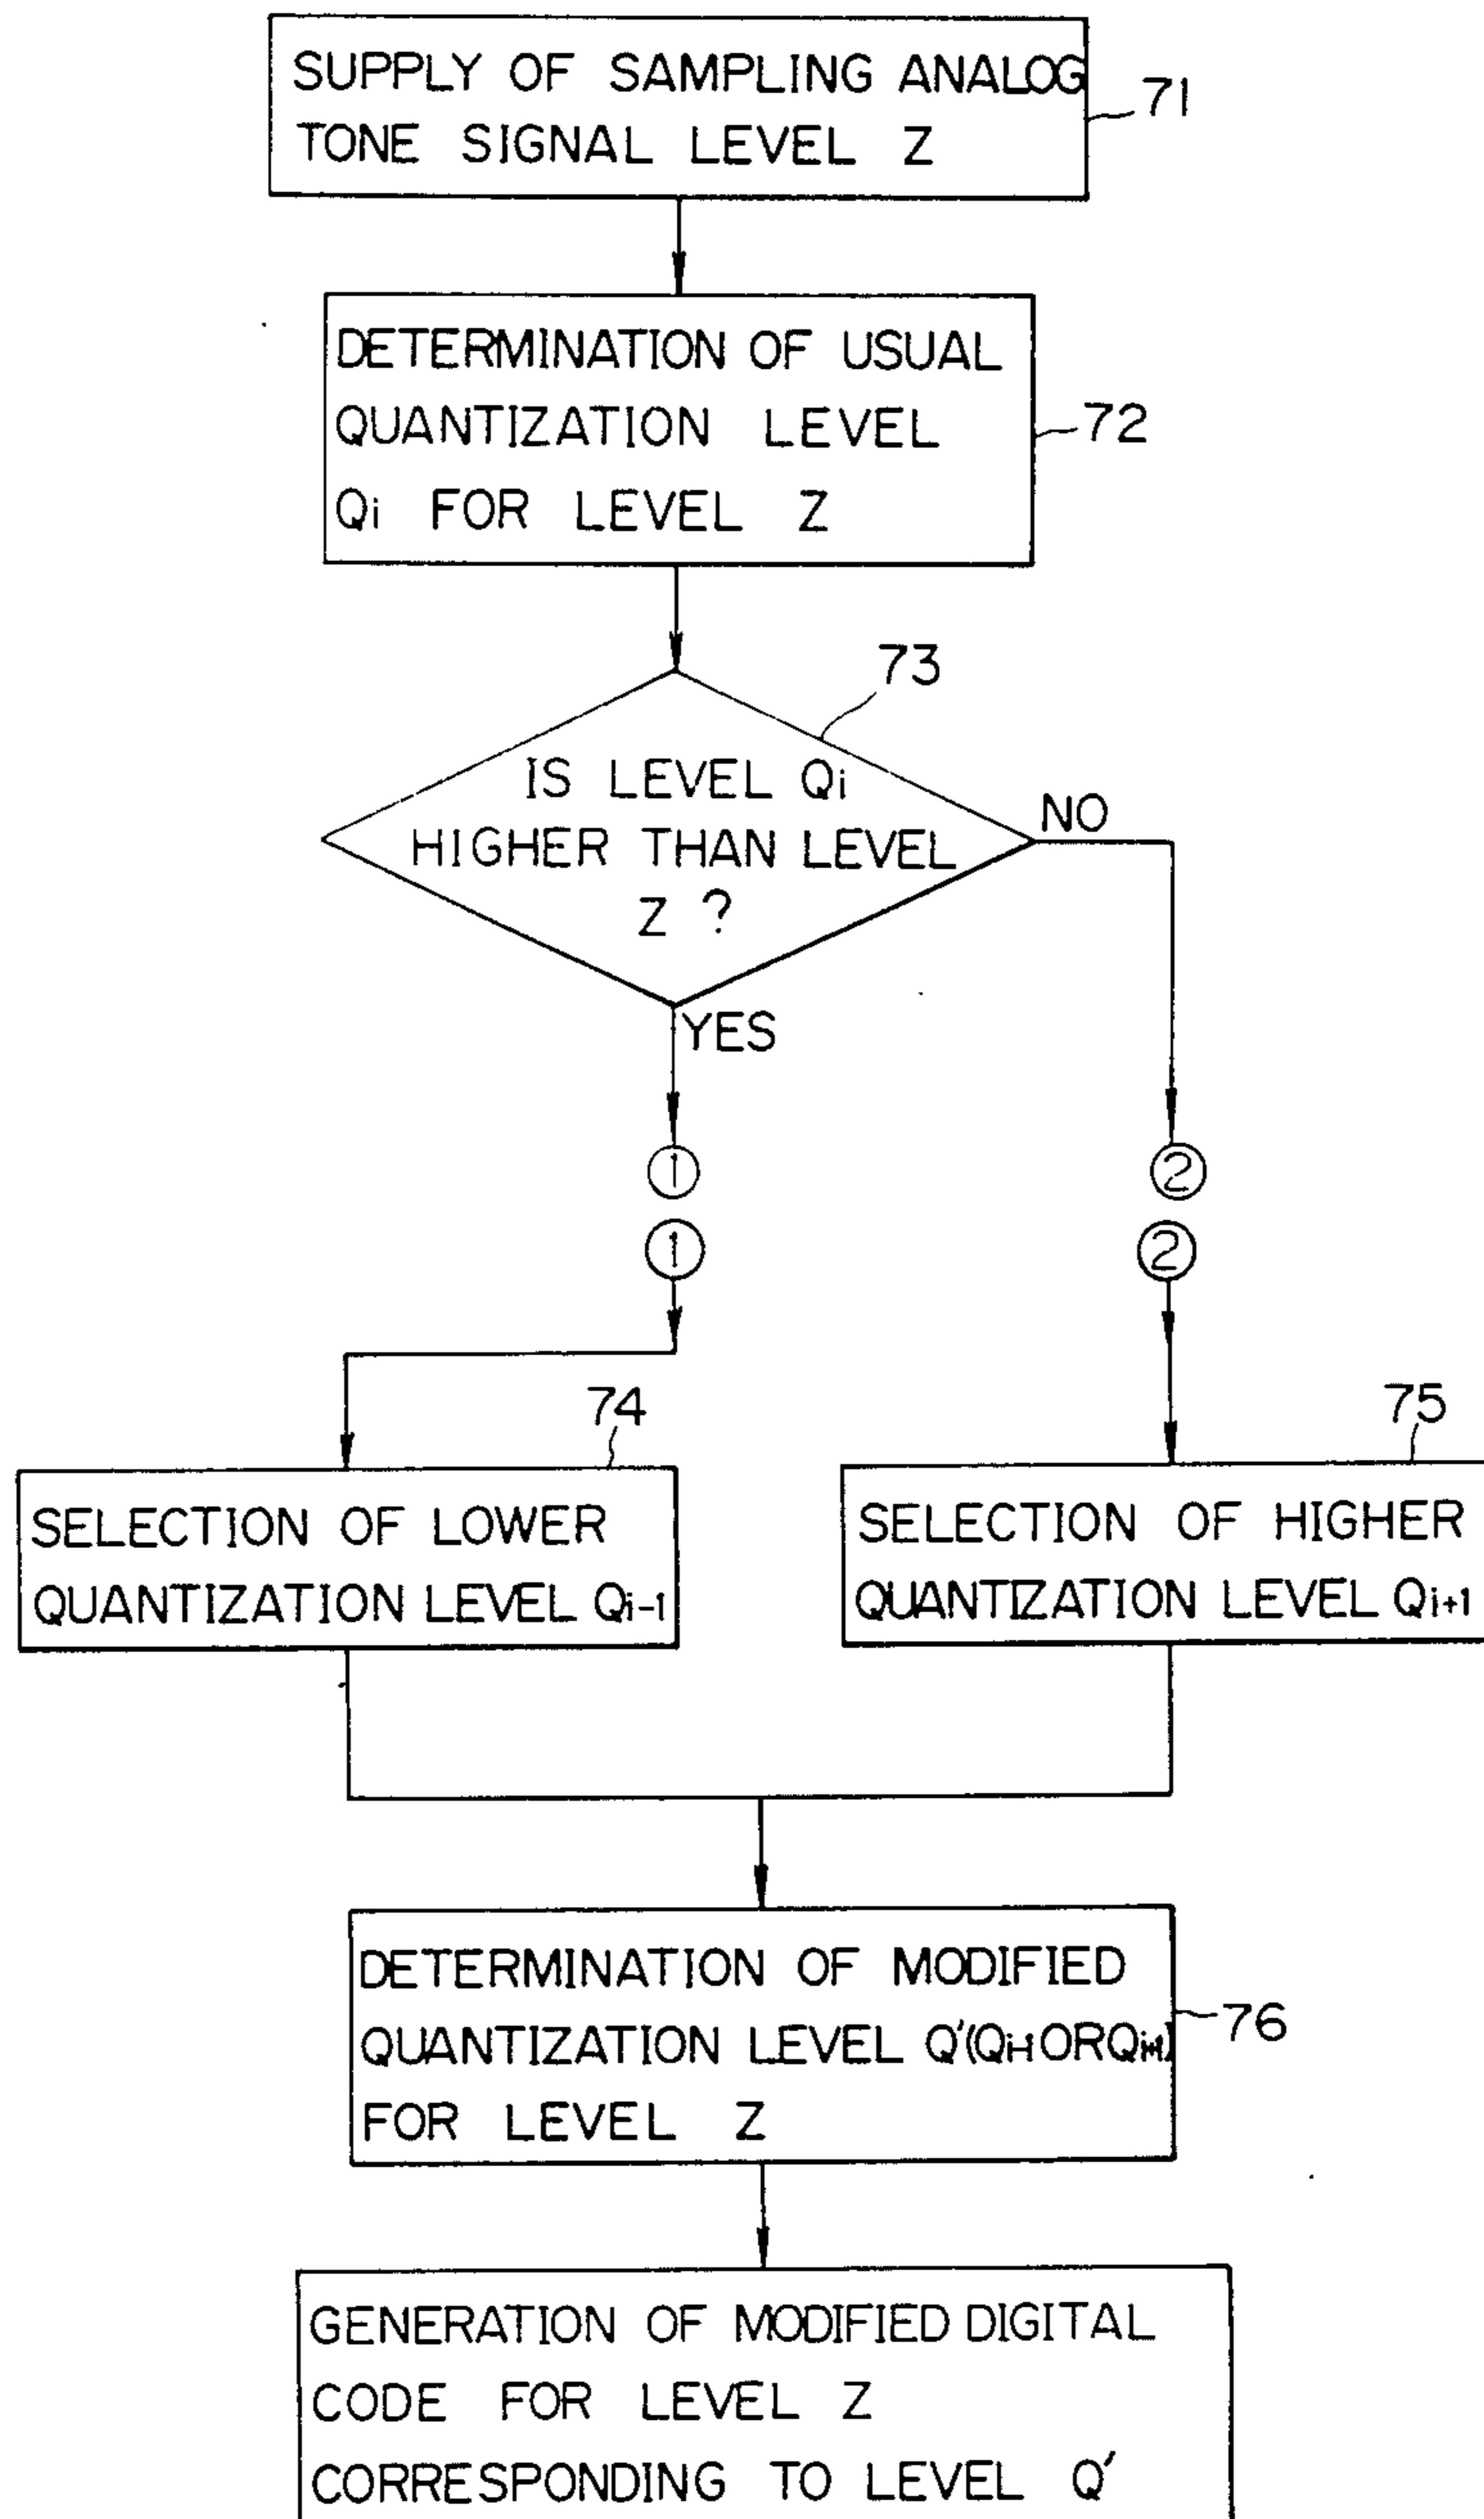 SUPPLY OF SAMPLING ANALOG
TONE SIGNAL LEVEL Z
71
DETERMINATION OF USUAL
QUANTIZATION LEVEL
Qi FOR LEVEL Z
72
73
IS LEVEL Qi
HIGHER THAN LEVEL
Z ?
NO
YES
1
2
1
2
74
75
SELECTION OF LOWER
QUANTIZATION LEVEL Qi-1
SELECTION OF HIGHER
QUANTIZATION LEVEL Qi+1
DETERMINATION OF MODIFIED
QUANTIZATION LEVEL Q'(Qi-1 OR Qi+1)
FOR LEVEL Z
76
GENERATION OF MODIFIED DIGITAL
CODE FOR LEVEL Z
CORRESPONDING TO LEVEL Q'